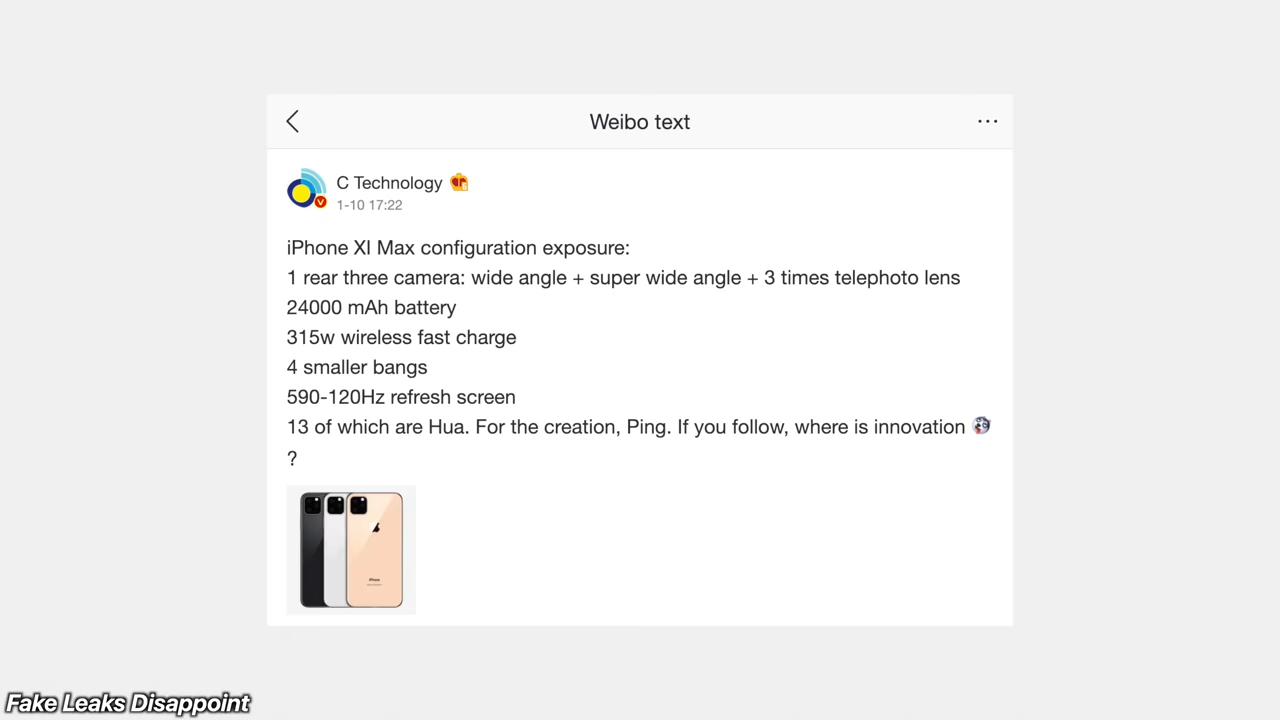 Weibo text
C Technology
1-10 17:22
iPhone XI Max configuration exposure:
1 rear three camera: wide angle + super wide angle + 3 times telephoto lens
24000 mAh battery
315w wireless fast charge
4 smaller bangs
590-120Hz refresh screen
13 of which are Hua. For the creation, Ping. If you follow, where is innovation
?
iPhone
Fake Leaks Disappoint